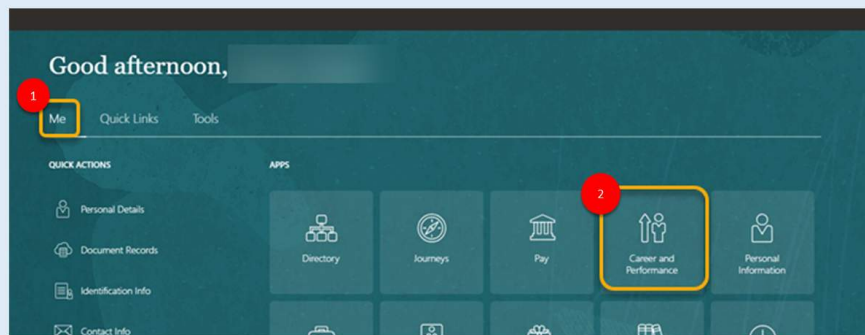 Good afternoon,
1
Me Quick Links Tools
QUICK ACTIONS
APPS
2
Personal Details
Document Records
Identification Info
Contact Info
Directory
Journeys
Pay
Career and
Performance
Personal
Information